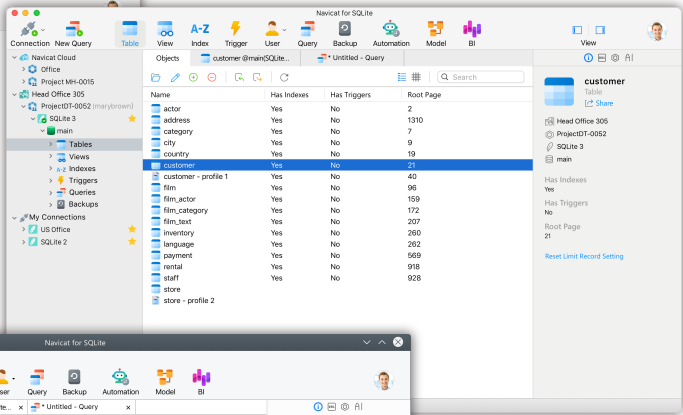 Navicat for SQLite
Connection New Query Table View Index Trigger User Query Backup Automation Model BI View
A-Z
Objects customer @main(SQLite... * Untitled - Query
Navicat Cloud
Office
Project MH-0015
Head Office 305
ProjectDT-0052 (marybrown)
SQLite 3
main
Tables
Views
A-Z Indexes
Triggers
Queries
Backups
My Connections
US Office
SQLite 2
Search
Name Has Indexes Has Triggers Root Page
actor Yes No 2
address Yes No 1310
category Yes No 7
city Yes No 9
country Yes No 19
customer Yes No 21
customer - profile 1 Yes No 40
film Yes No 96
film_actor Yes No 159
film_category Yes No 172
film_text Yes No 207
inventory Yes No 260
language Yes No 262
payment Yes No 569
rental Yes No 918
staff Yes No 928
store
store - profile 2
AI
customer
Table
Share
Head Office 305
ProjectDT-0052
SQLite 3
main
Has Indexes
Yes
Has Triggers
No
Root Page
21
Reset Limit Record Setting
Navicat for SQLite
ser Query Backup Automation Model BI
te... * Untitled - Query AI